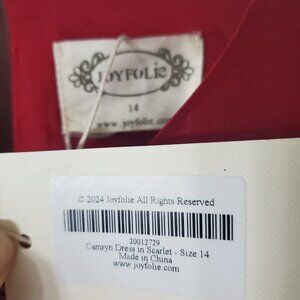 JOYFOLIE
14
www.joyfolie.com
© 2024 Joyfolie All Rights Reserved
20012729
Camryn Dress in Scarlet - Size 14
Made in China
www.joyfolie.com